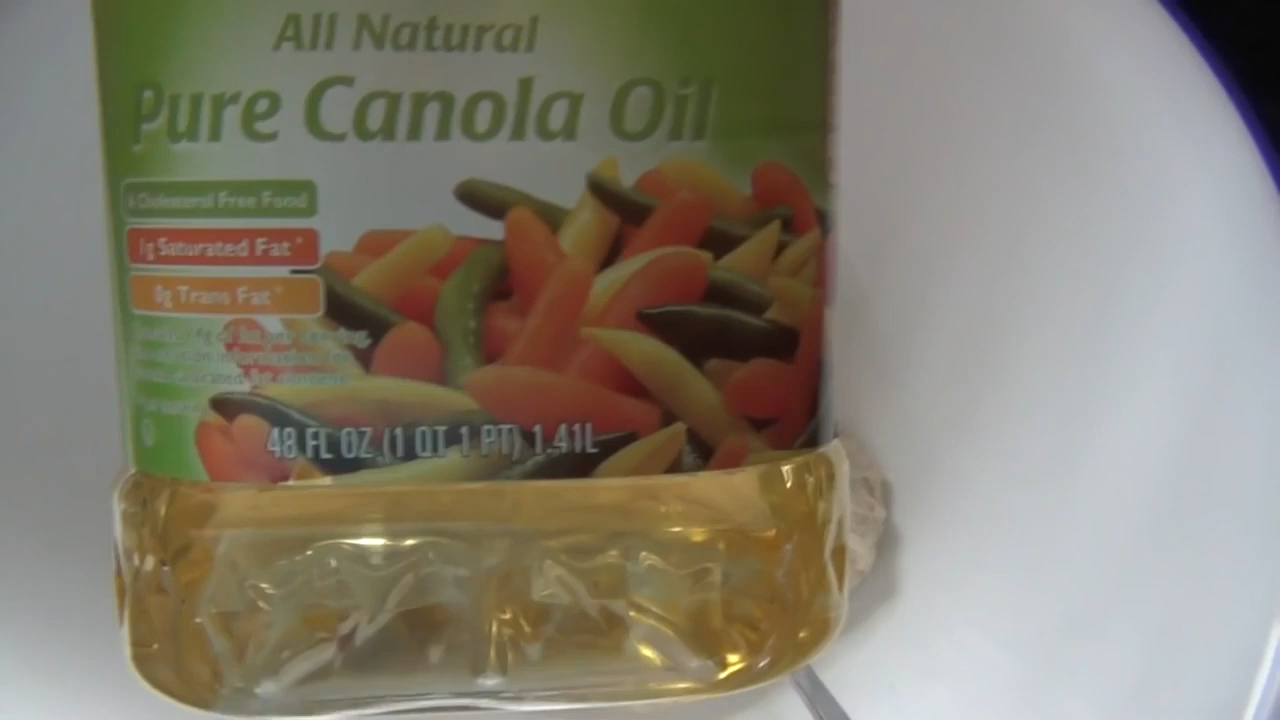 All Natural
Pure Canola Oil
A Cholesterol Free Food
1g Saturated Fat*
0g Trans Fat*
48 FL OZ (1 QT 1 PT) 1.41L